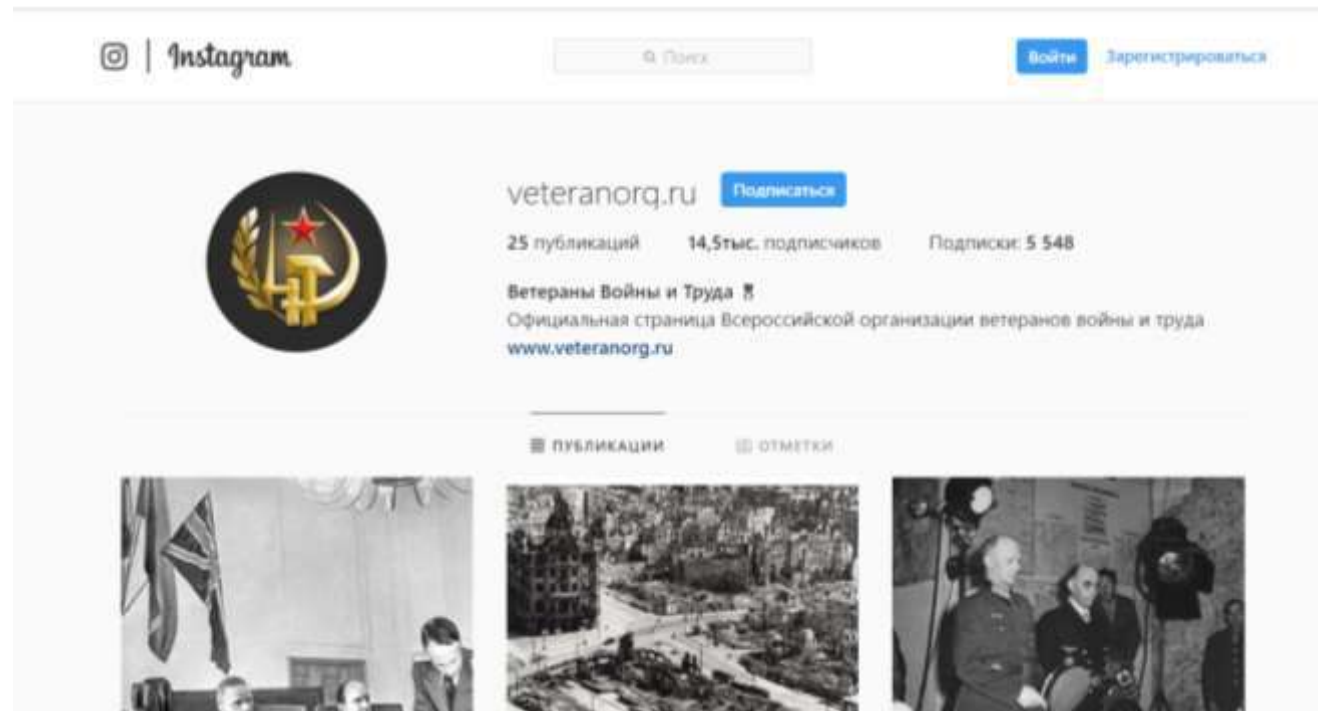 Instagram
Поиск
Войти
Зарегистрироваться
veteranorg.ru
Подписаться
25 публикаций 14,5тыс. подписчиков Подписки: 5 548
Ветераны Войны и Труда
Официальная страница Всероссийской организации ветеранов войны и труда
www.veteranorg.ru
ПУБЛИКАЦИИ
ОТМЕТКИ